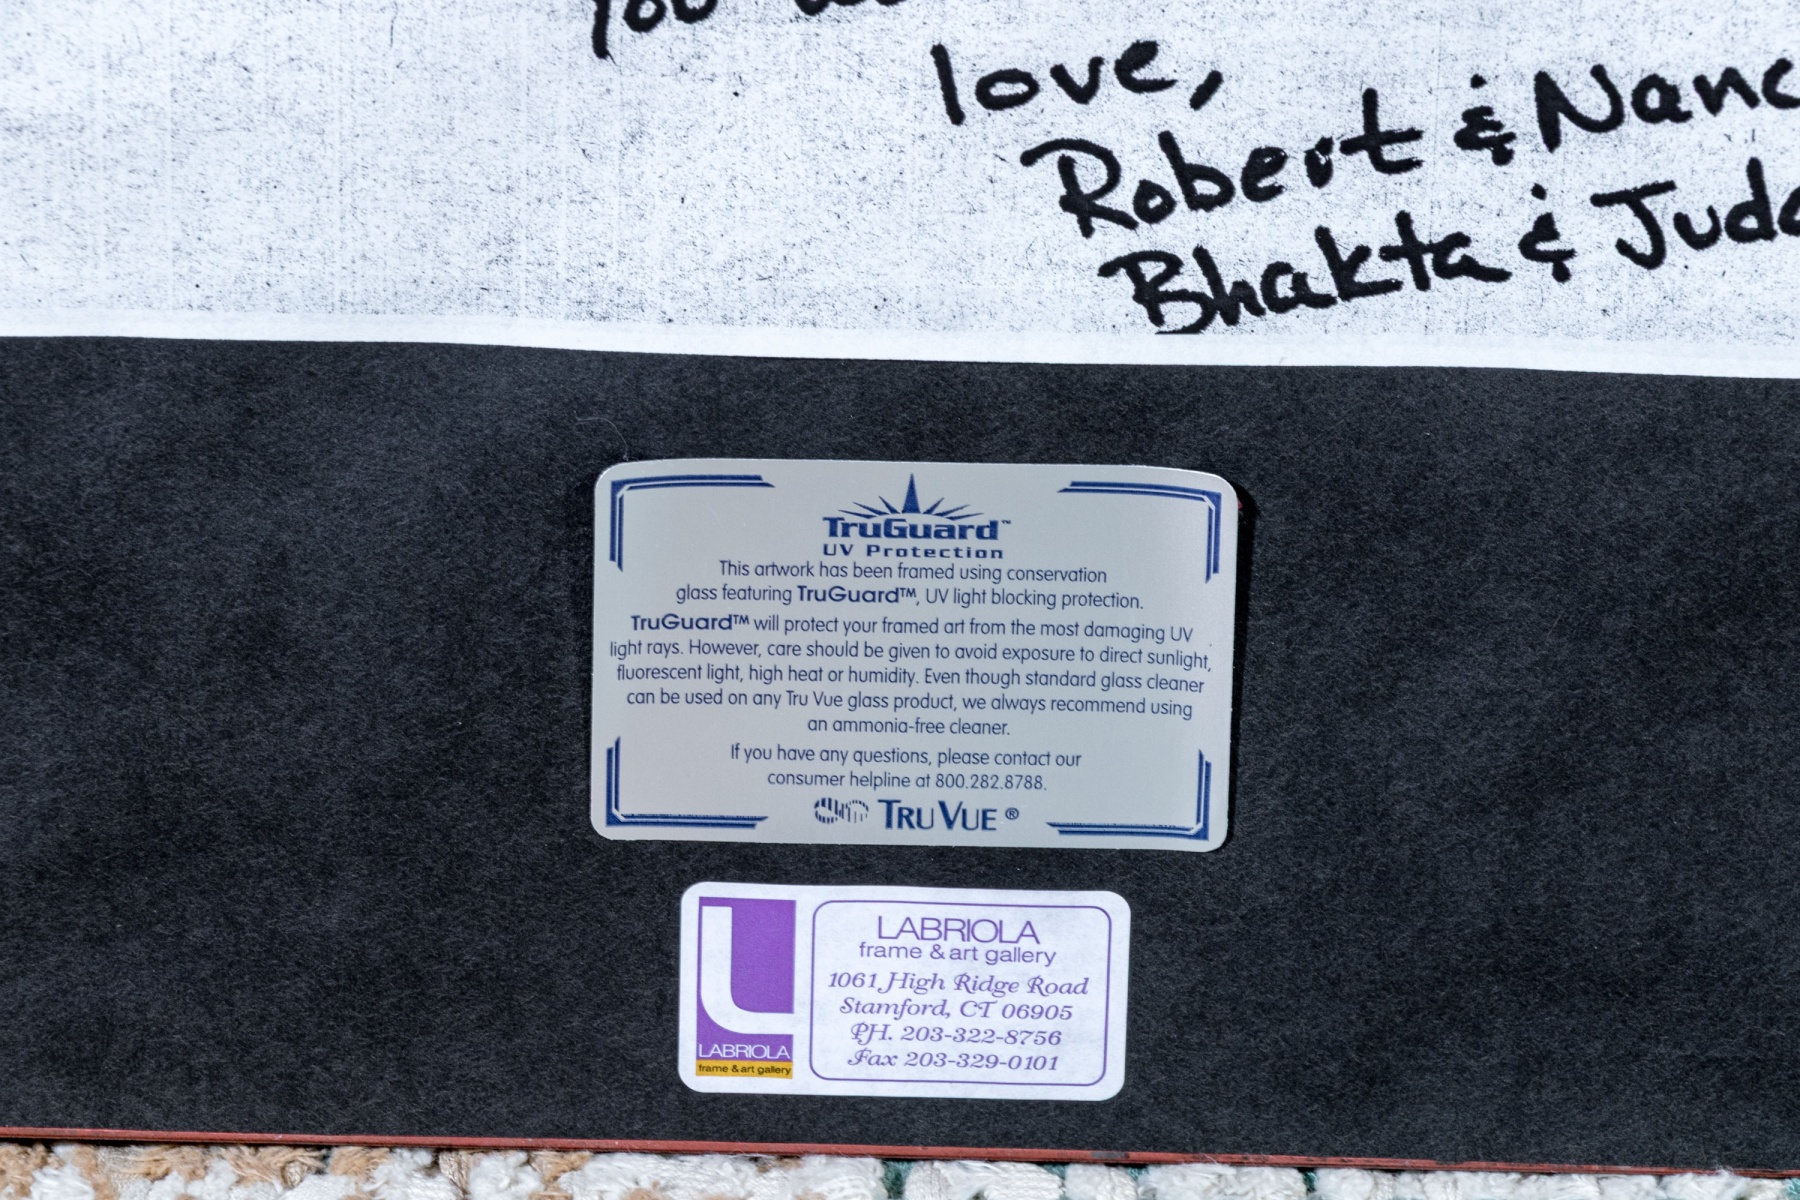 love,
Robert &
Bhakta &
TruGuard™
UV Protection
This artwork has been framed using conservation
glass featuring TruGuard™, UV light blocking protection.
TruGuard™ will protect your framed art from the most damaging UV
light rays. However, care should be given to avoid exposure to direct sunlight,
fluorescent light, high heat or humidity. Even though standard glass cleaner
can be used on any Tru Vue glass product, we always recommend using
an ammonia-free cleaner.
If you have any questions, please contact our
consumer helpline at 800.282.8788.
TRU VUE ®
LABRIOLA
frame & art gallery
LABRIOLA
frame & art gallery
1061 High Ridge Road
Stamford, CT 06905
PH. 203-322-8756
Fax 203-329-0101